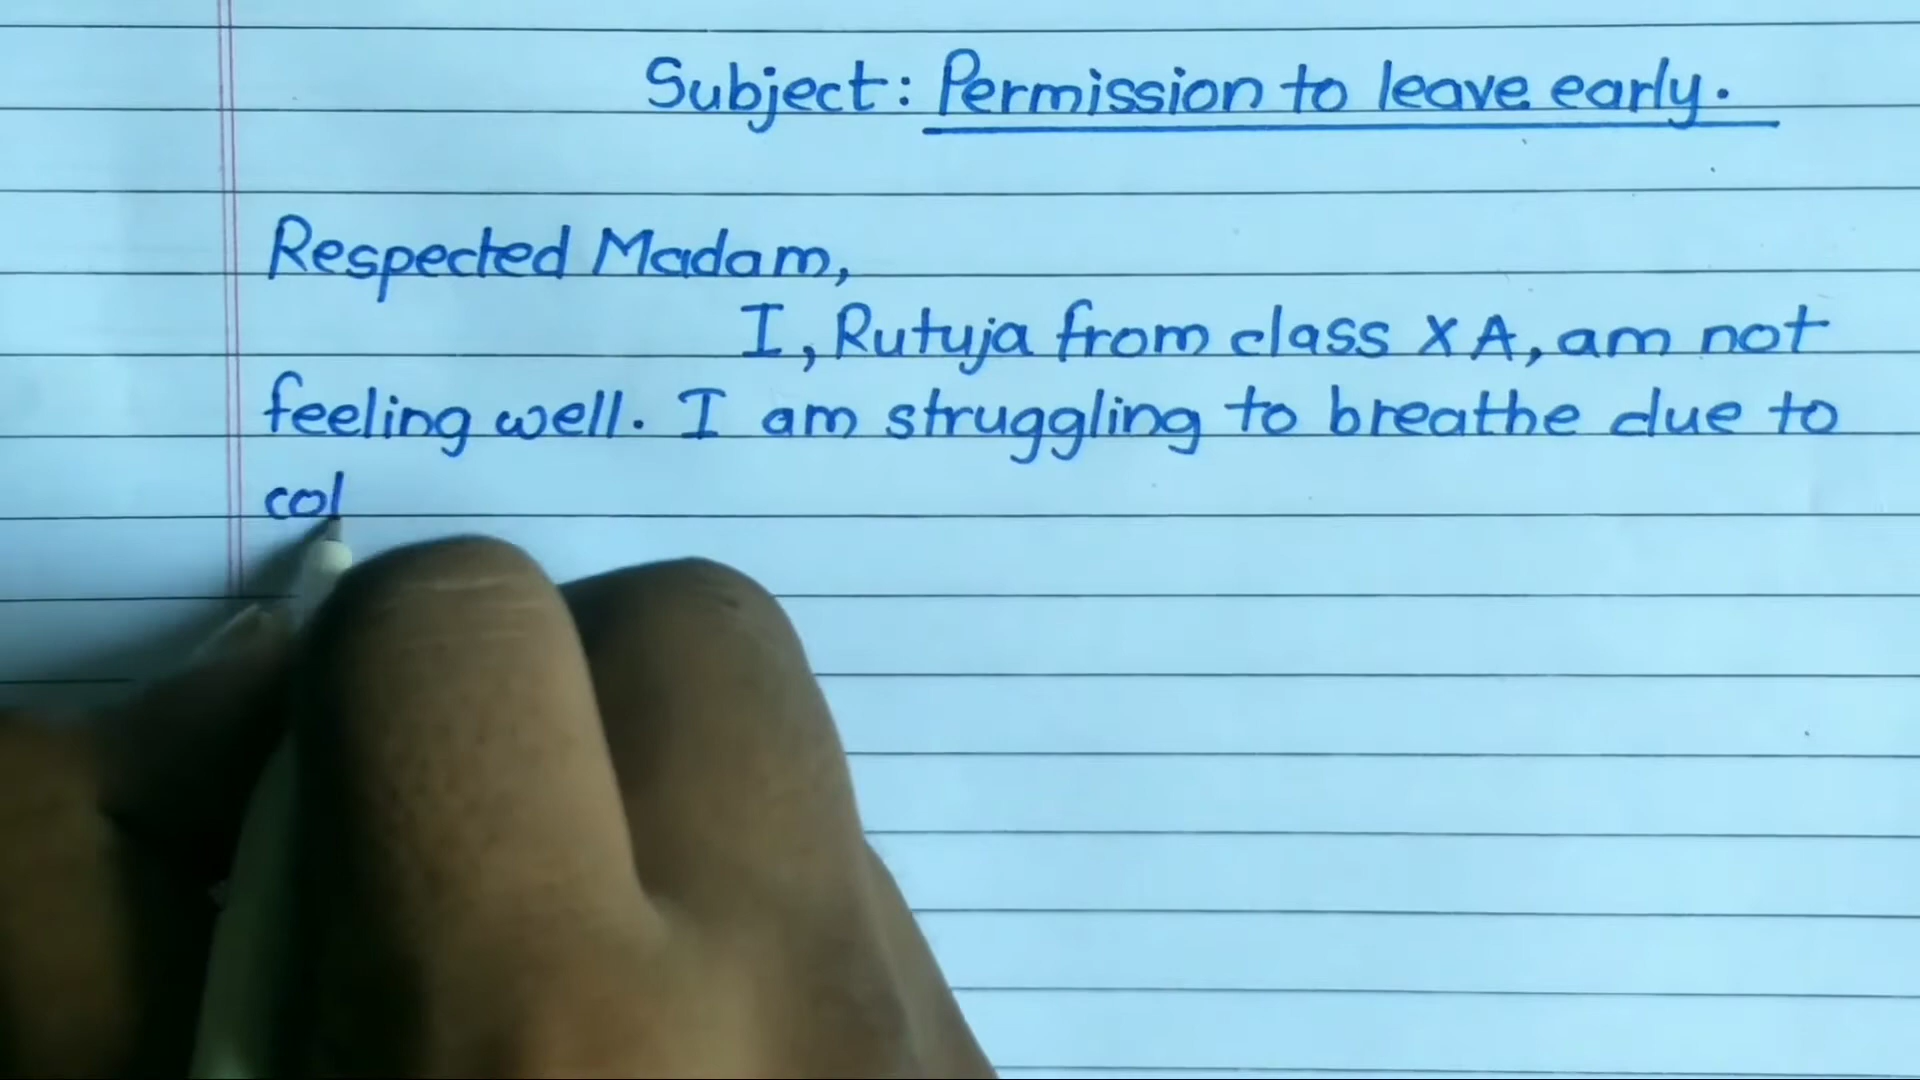 Subject: Permission to leave early.
Respected Madam,
I, Rutuja from class X A, am not
feeling well. I am struggling to breathe due to
col